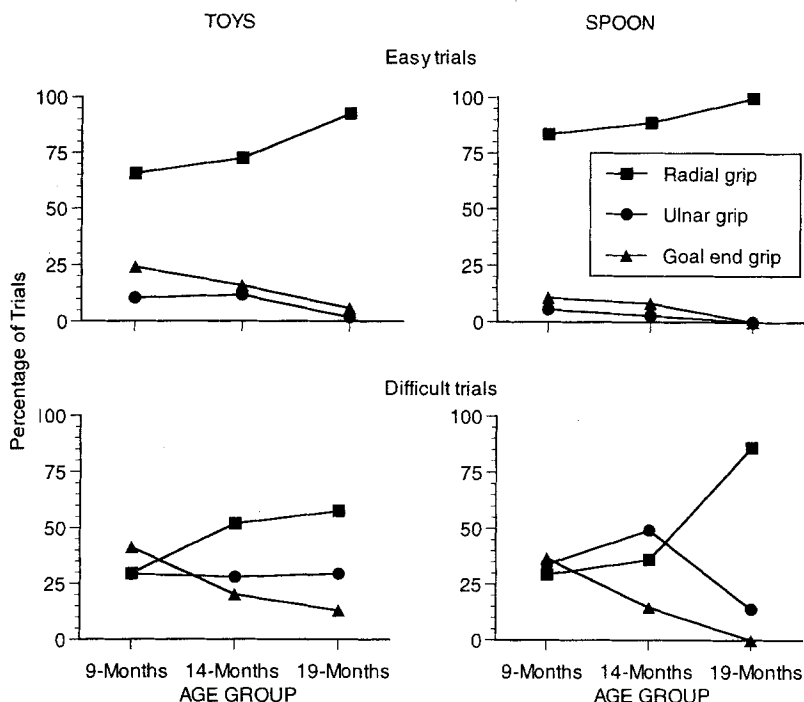 TOYS SPOON
Easy trials
100 100
75 75
50 50
25 25
0 0
Radial grip
Ulnar grip
Goal end grip
Percentage of Trials
Difficult trials
100 100
75 75
50 50
25 25
0 0
9-Months 14-Months 19-Months 9-Months 14-Months 19-Months
AGE GROUP AGE GROUP